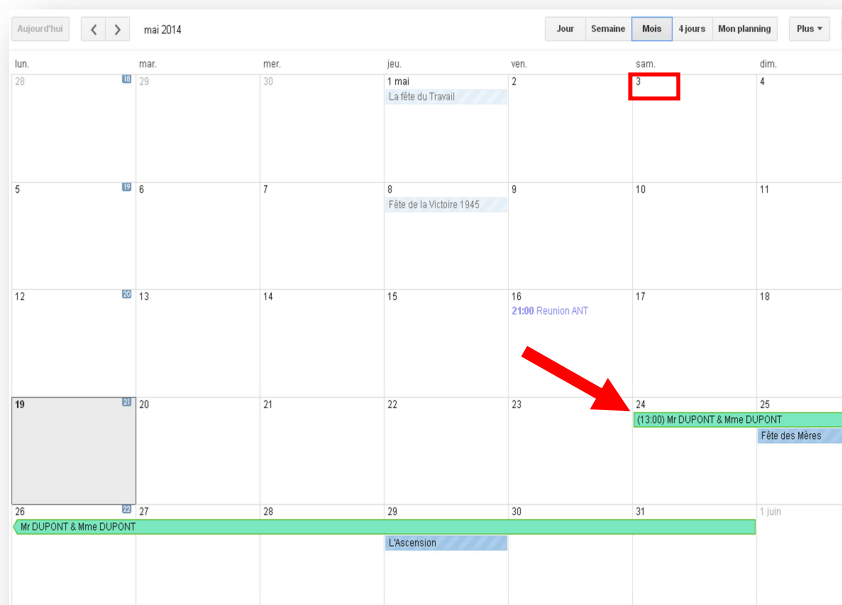 Aujourd'hui mai 2014 Jour Semaine Mois 4 jours Mon planning Plus
lun. mar. mer. jeu. ven. sam. dim.
28 18 29 30 1 mai 2 3 4
La fête du Travail
5 19 6 7 8 9 10 11
Fête de la Victoire 1945
12 20 13 14 15 16 17 18
21:00 Reunion ANT
19 21 20 21 22 23 24 25
(13:00) Mr DUPONT & Mme DUPONT
Fête des Mères
26 22 27 28 29 30 31 1 juin
Mr DUPONT & Mme DUPONT
L'Ascension